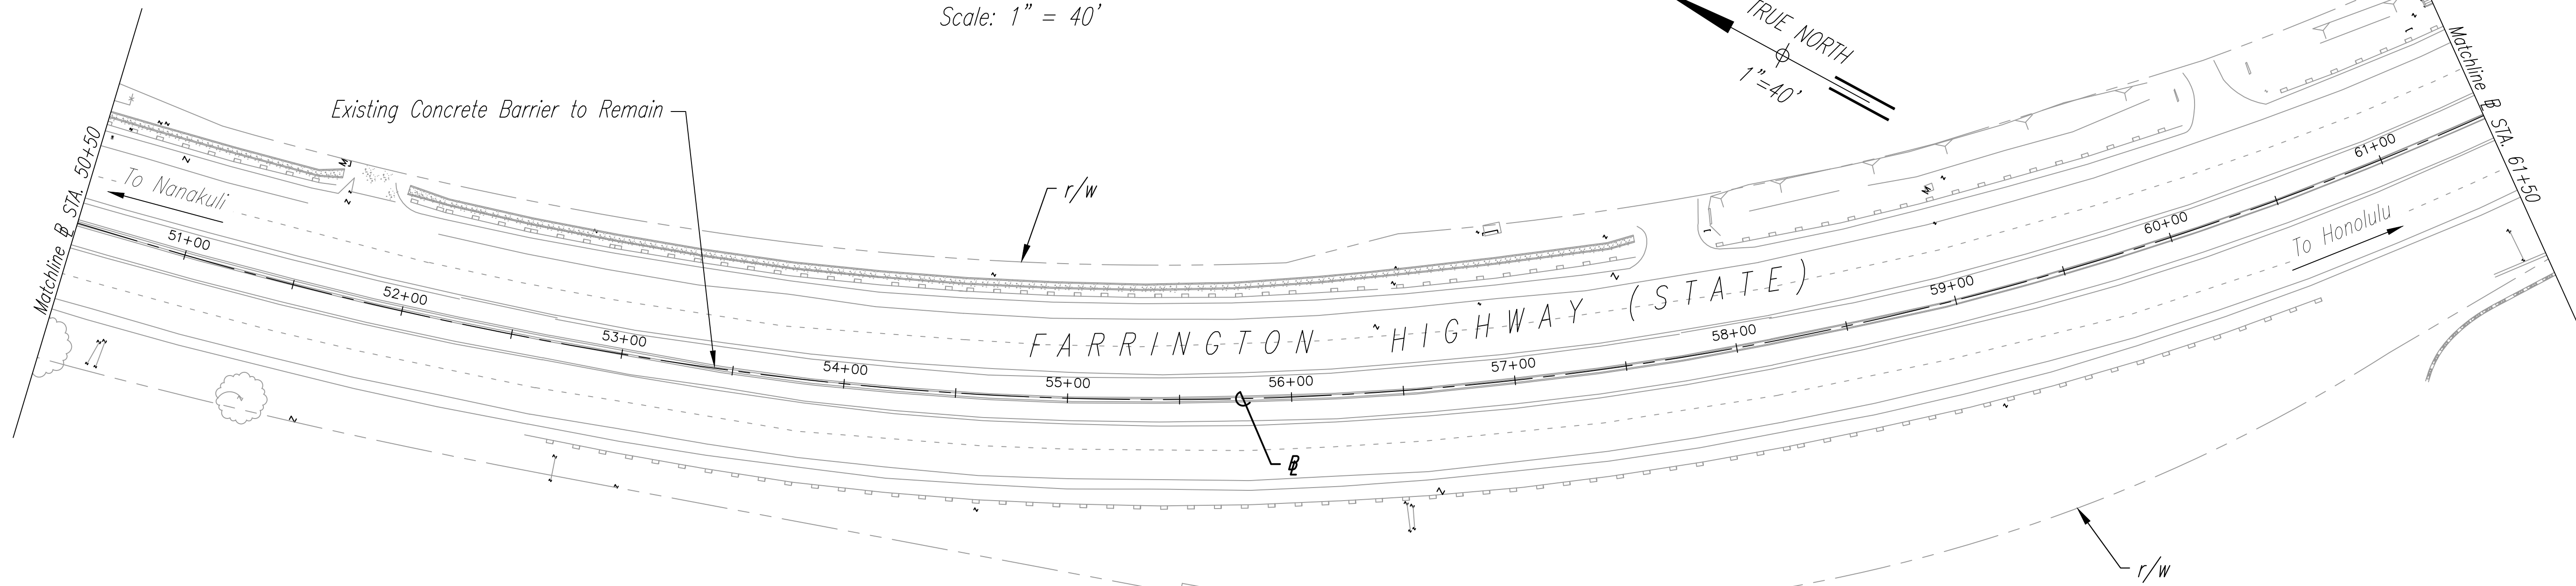 Scale: 1" = 40'
TRUE NORTH
1"=40'
Existing Concrete Barrier to Remain
r/w
To Nanakuli
Matchline ℄ STA. 50+50
Matchline ℄ STA. 61+50
FARRINGTON HIGHWAY (STATE)
To Honolulu
51+00
52+00
53+00
54+00
55+00
56+00
57+00
58+00
59+00
60+00
61+00
r/w